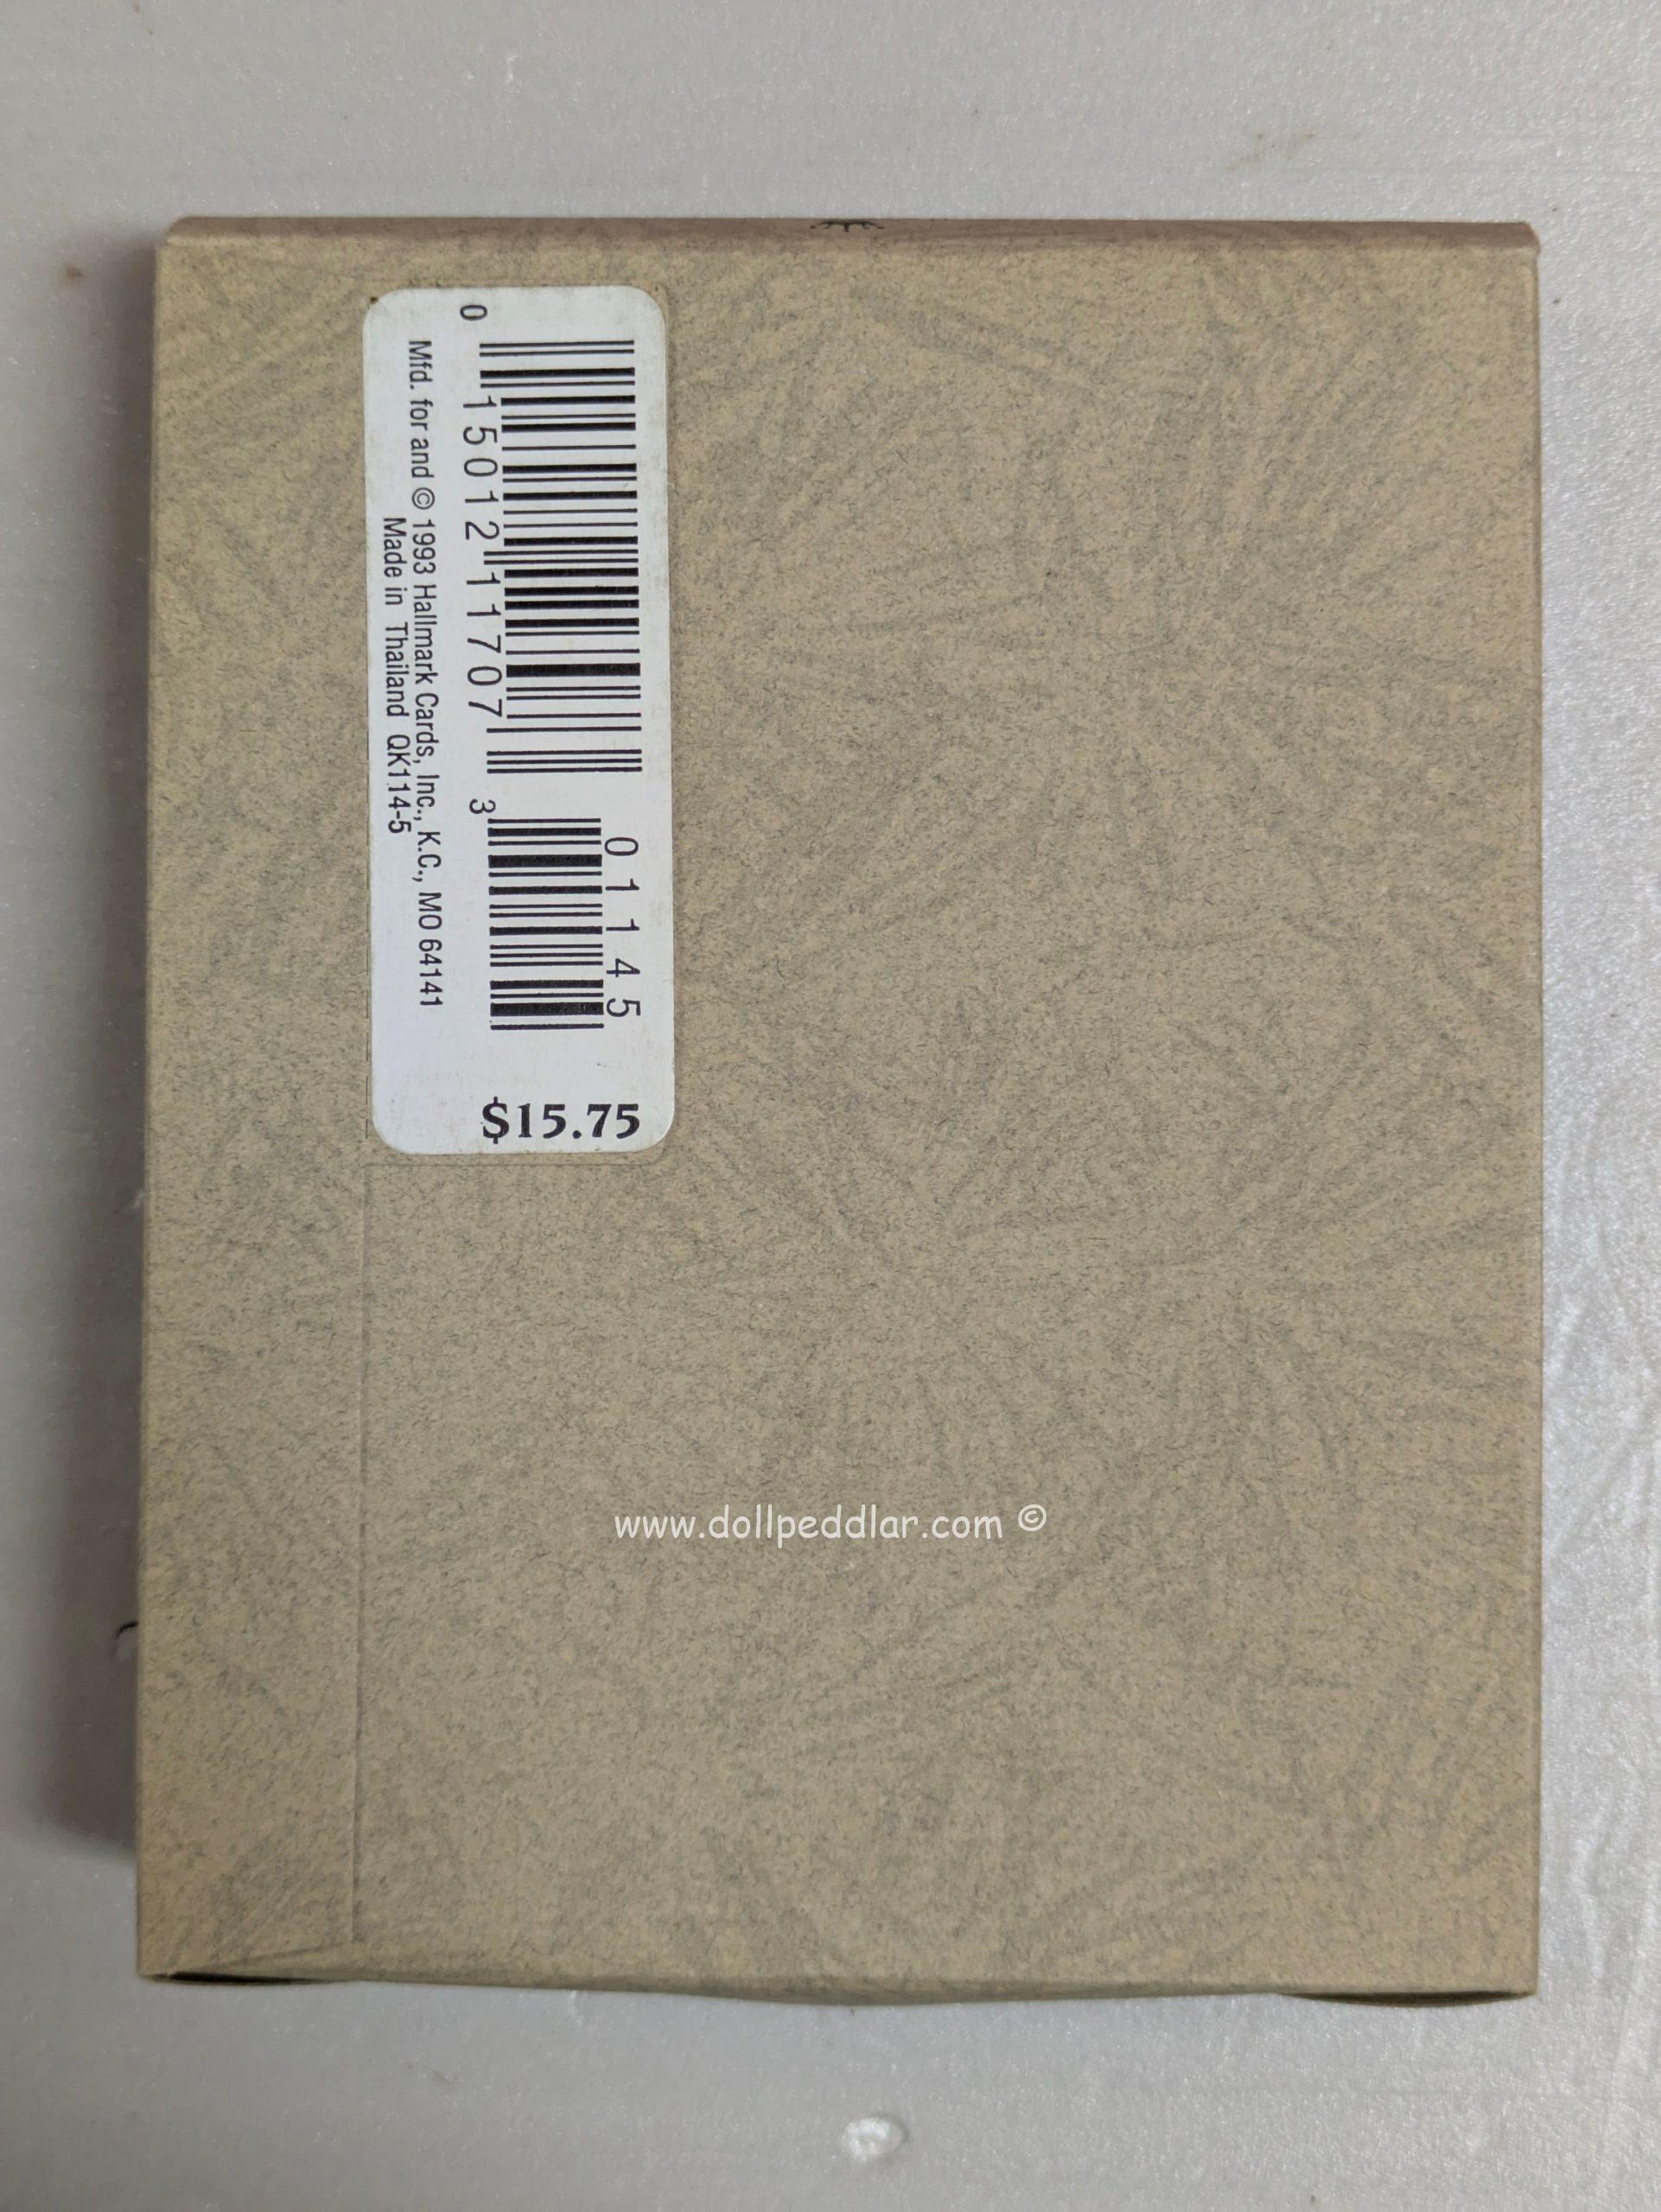 0 15012 11707 3
01145
Mfd. for and © 1993 Hallmark Cards, Inc., K.C., MO 64141
Made in Thailand QK114-5
$15.75
www.dollpeddlar.com ©